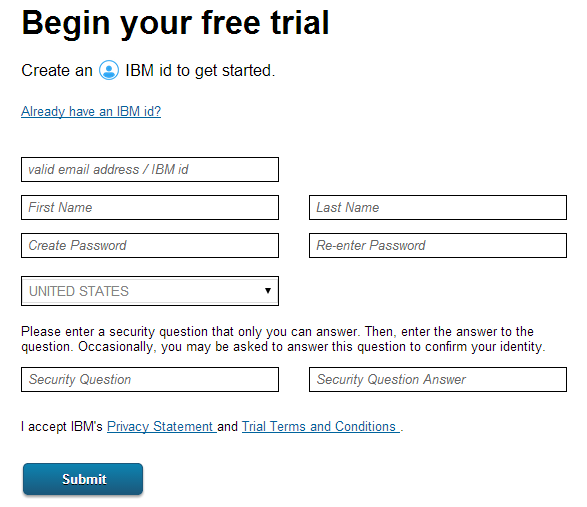 Begin your free trial
Create an IBM id to get started.
Already have an IBM id?
valid email address / IBM id
First Name
Last Name
Create Password
Re-enter Password
UNITED STATES
Please enter a security question that only you can answer. Then, enter the answer to the
question. Occasionally, you may be asked to answer this question to confirm your identity.
Security Question
Security Question Answer
I accept IBM's Privacy Statement and Trial Terms and Conditions .
Submit